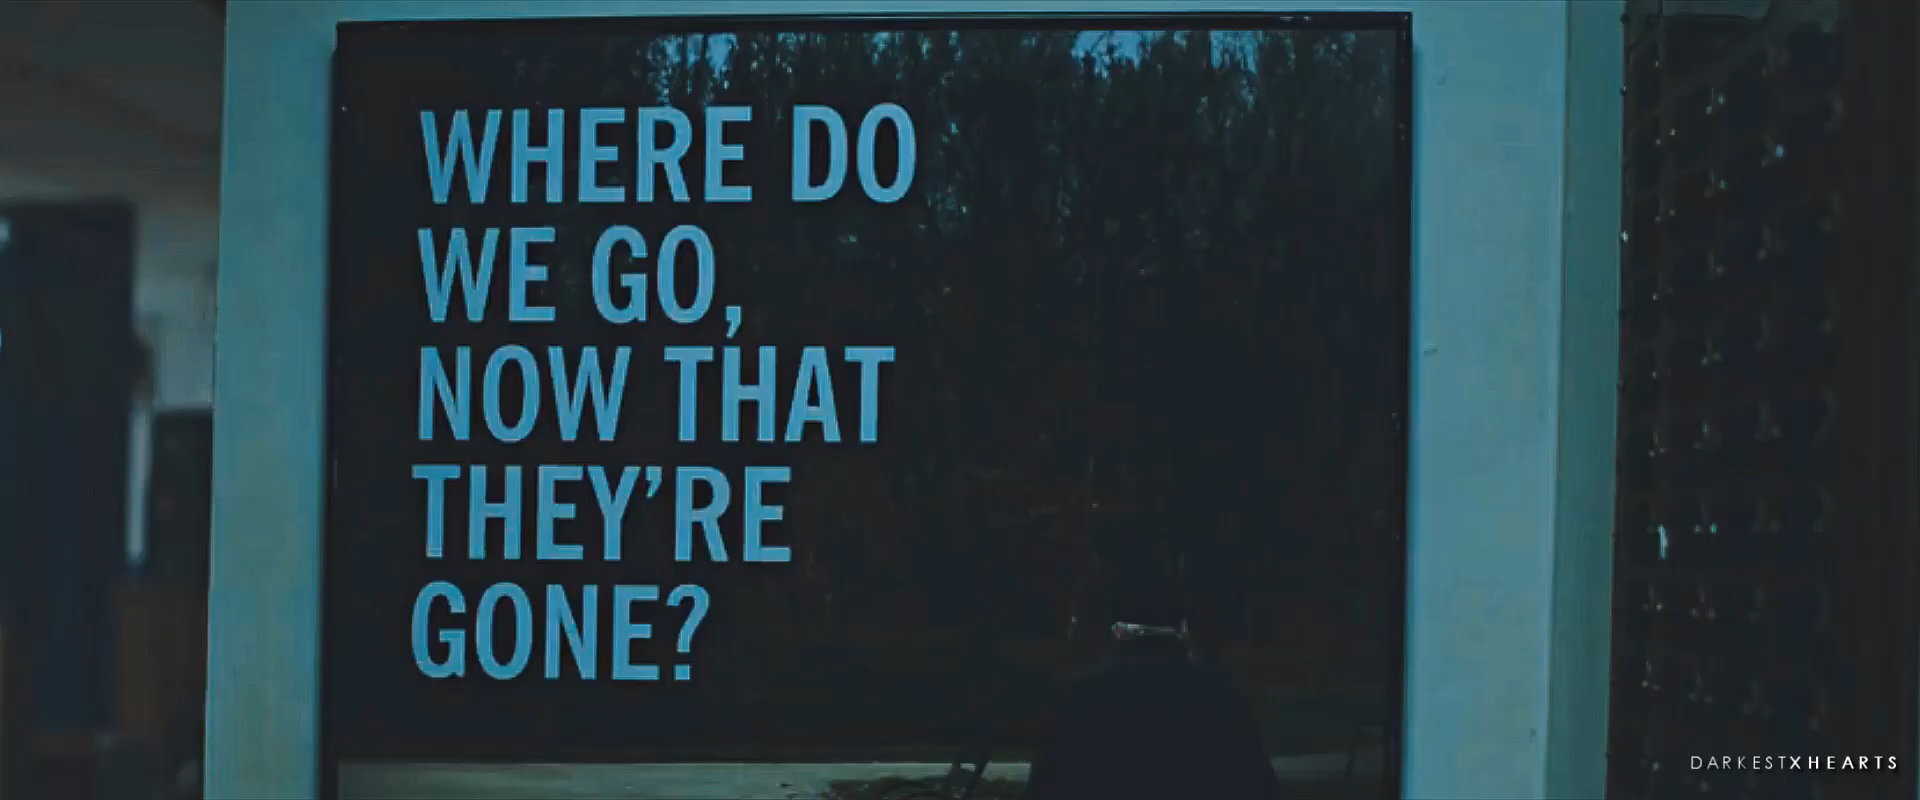 WHERE DO
WE GO,
NOW THAT
THEY’RE
GONE?
DARKESTXHEARTS